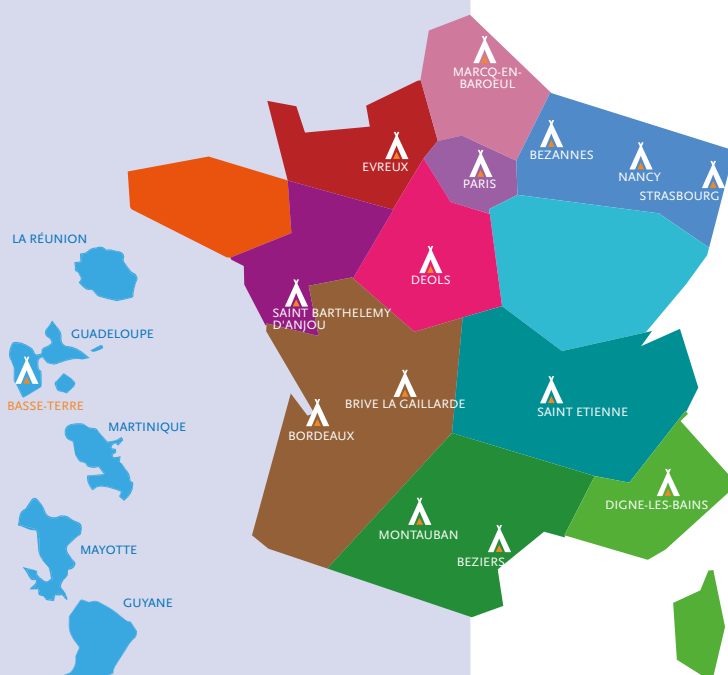 MARCQ-EN-
BAROEUL
BEZANNES
EVREUX
PARIS
NANCY
STRASBOURG
LA RÉUNION
DEOLS
SAINT BARTHELEMY
D'ANJOU
GUADELOUPE
BASSE-TERRE
BRIVE LA GAILLARDE
SAINT ETIENNE
MARTINIQUE
BORDEAUX
DIGNE-LES-BAINS
MONTAUBAN
MAYOTTE
BEZIERS
GUYANE